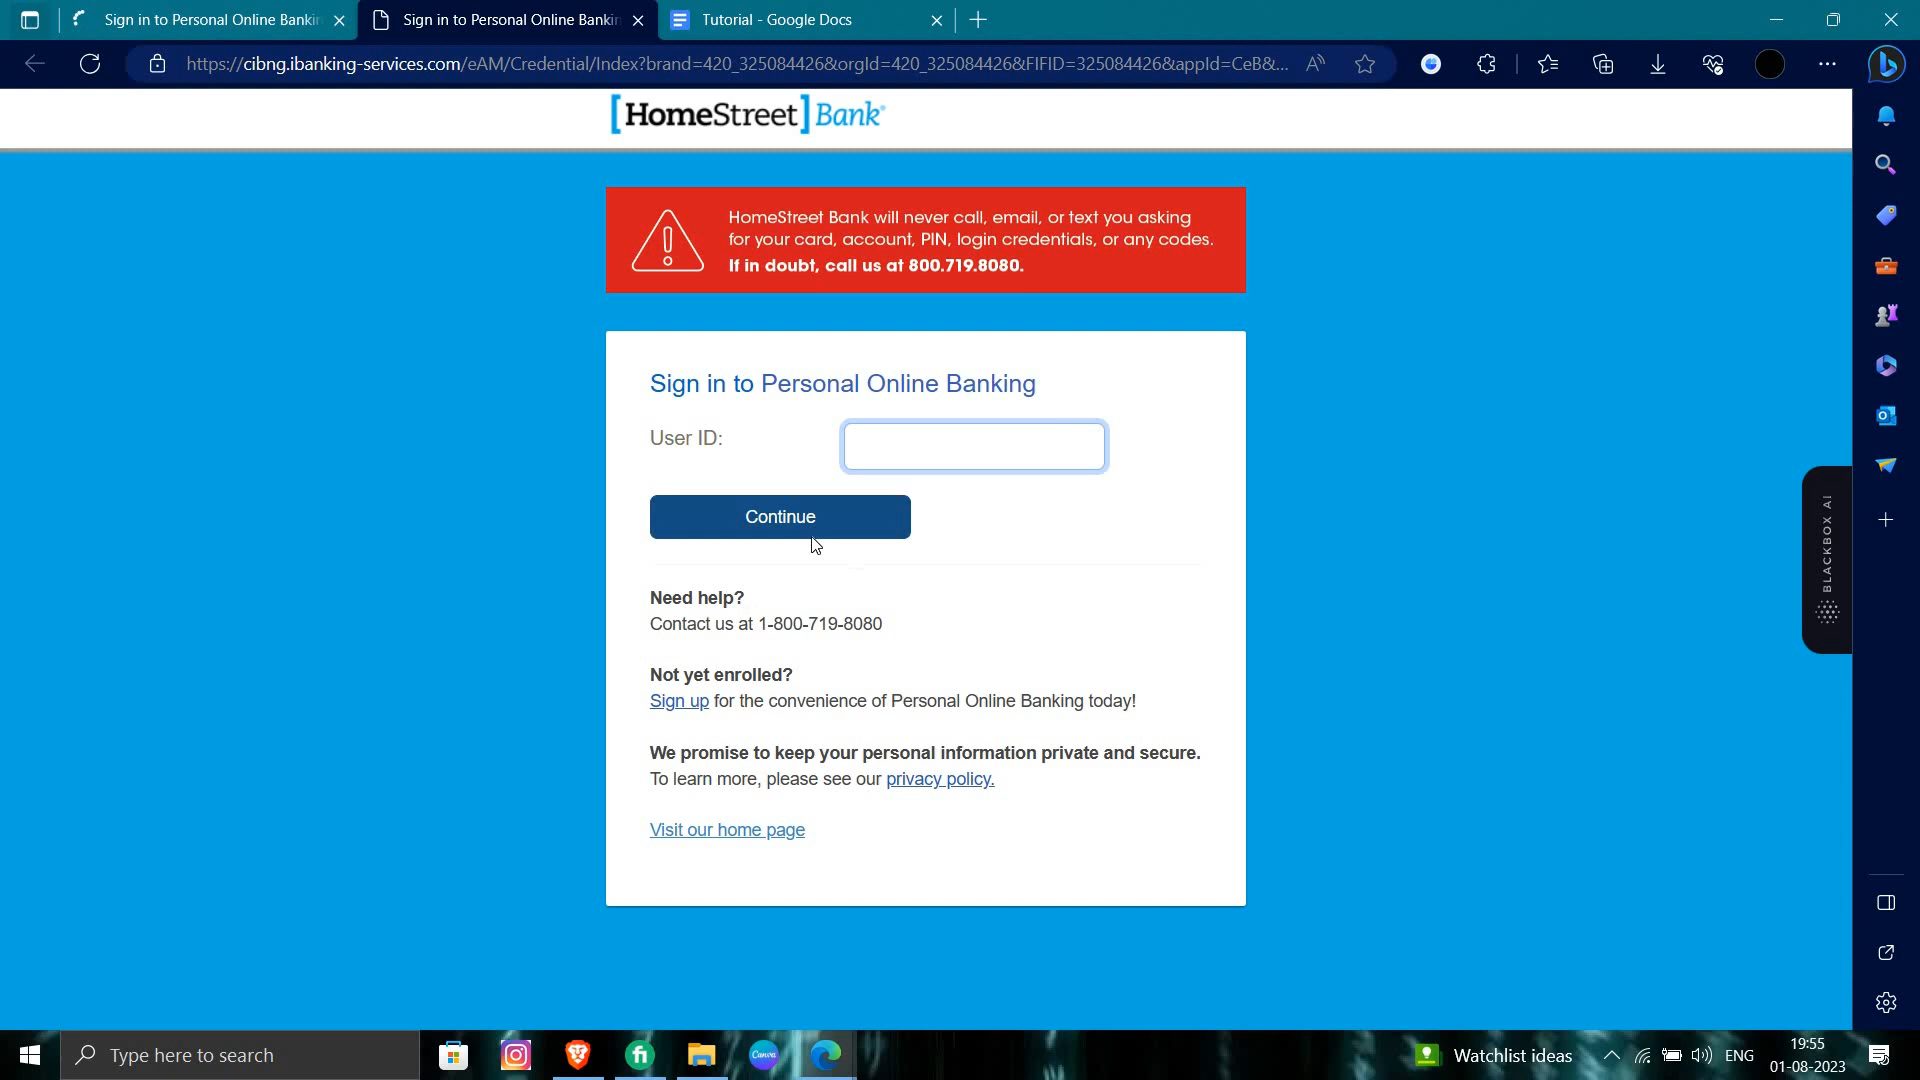 Sign in to Personal Online Bankin
Sign in to Personal Online Bankin
Tutorial - Google Docs
https://cibng.ibanking-services.com/eAM/Credential/Index?brand=420_325084426&orgId=420_325084426&FIFID=325084426&appId=CeB&...
[HomeStreet] Bank®
HomeStreet Bank will never call, email, or text you asking
for your card, account, PIN, login credentials, or any codes.
If in doubt, call us at 800.719.8080.
Sign in to Personal Online Banking
User ID:
Continue
BLACKBOX AI
Need help?
Contact us at 1-800-719-8080
Not yet enrolled?
Sign up for the convenience of Personal Online Banking today!
We promise to keep your personal information private and secure.
To learn more, please see our privacy policy.
Visit our home page
Type here to search
Canva
Watchlist ideas
ENG
19:55
01-08-2023